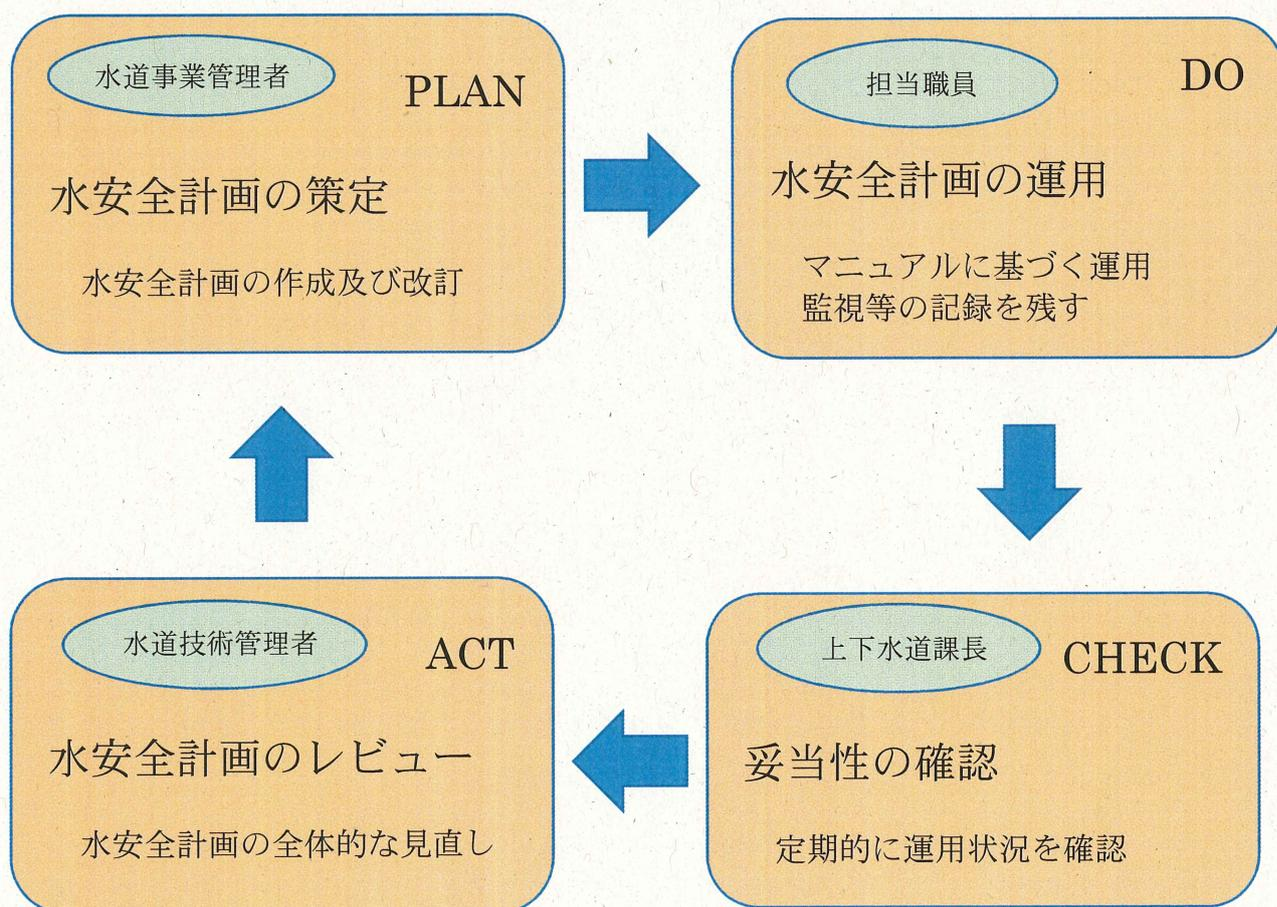 水道事業管理者
PLAN
水安全計画の策定
水安全計画の作成及び改訂
担当職員
DO
水安全計画の運用
マニュアルに基づく運用
監視等の記録を残す
上下水道課長
CHECK
妥当性の確認
定期的に運用状況を確認
水道技術管理者
ACT
水安全計画のレビュー
水安全計画の全体的な見直し